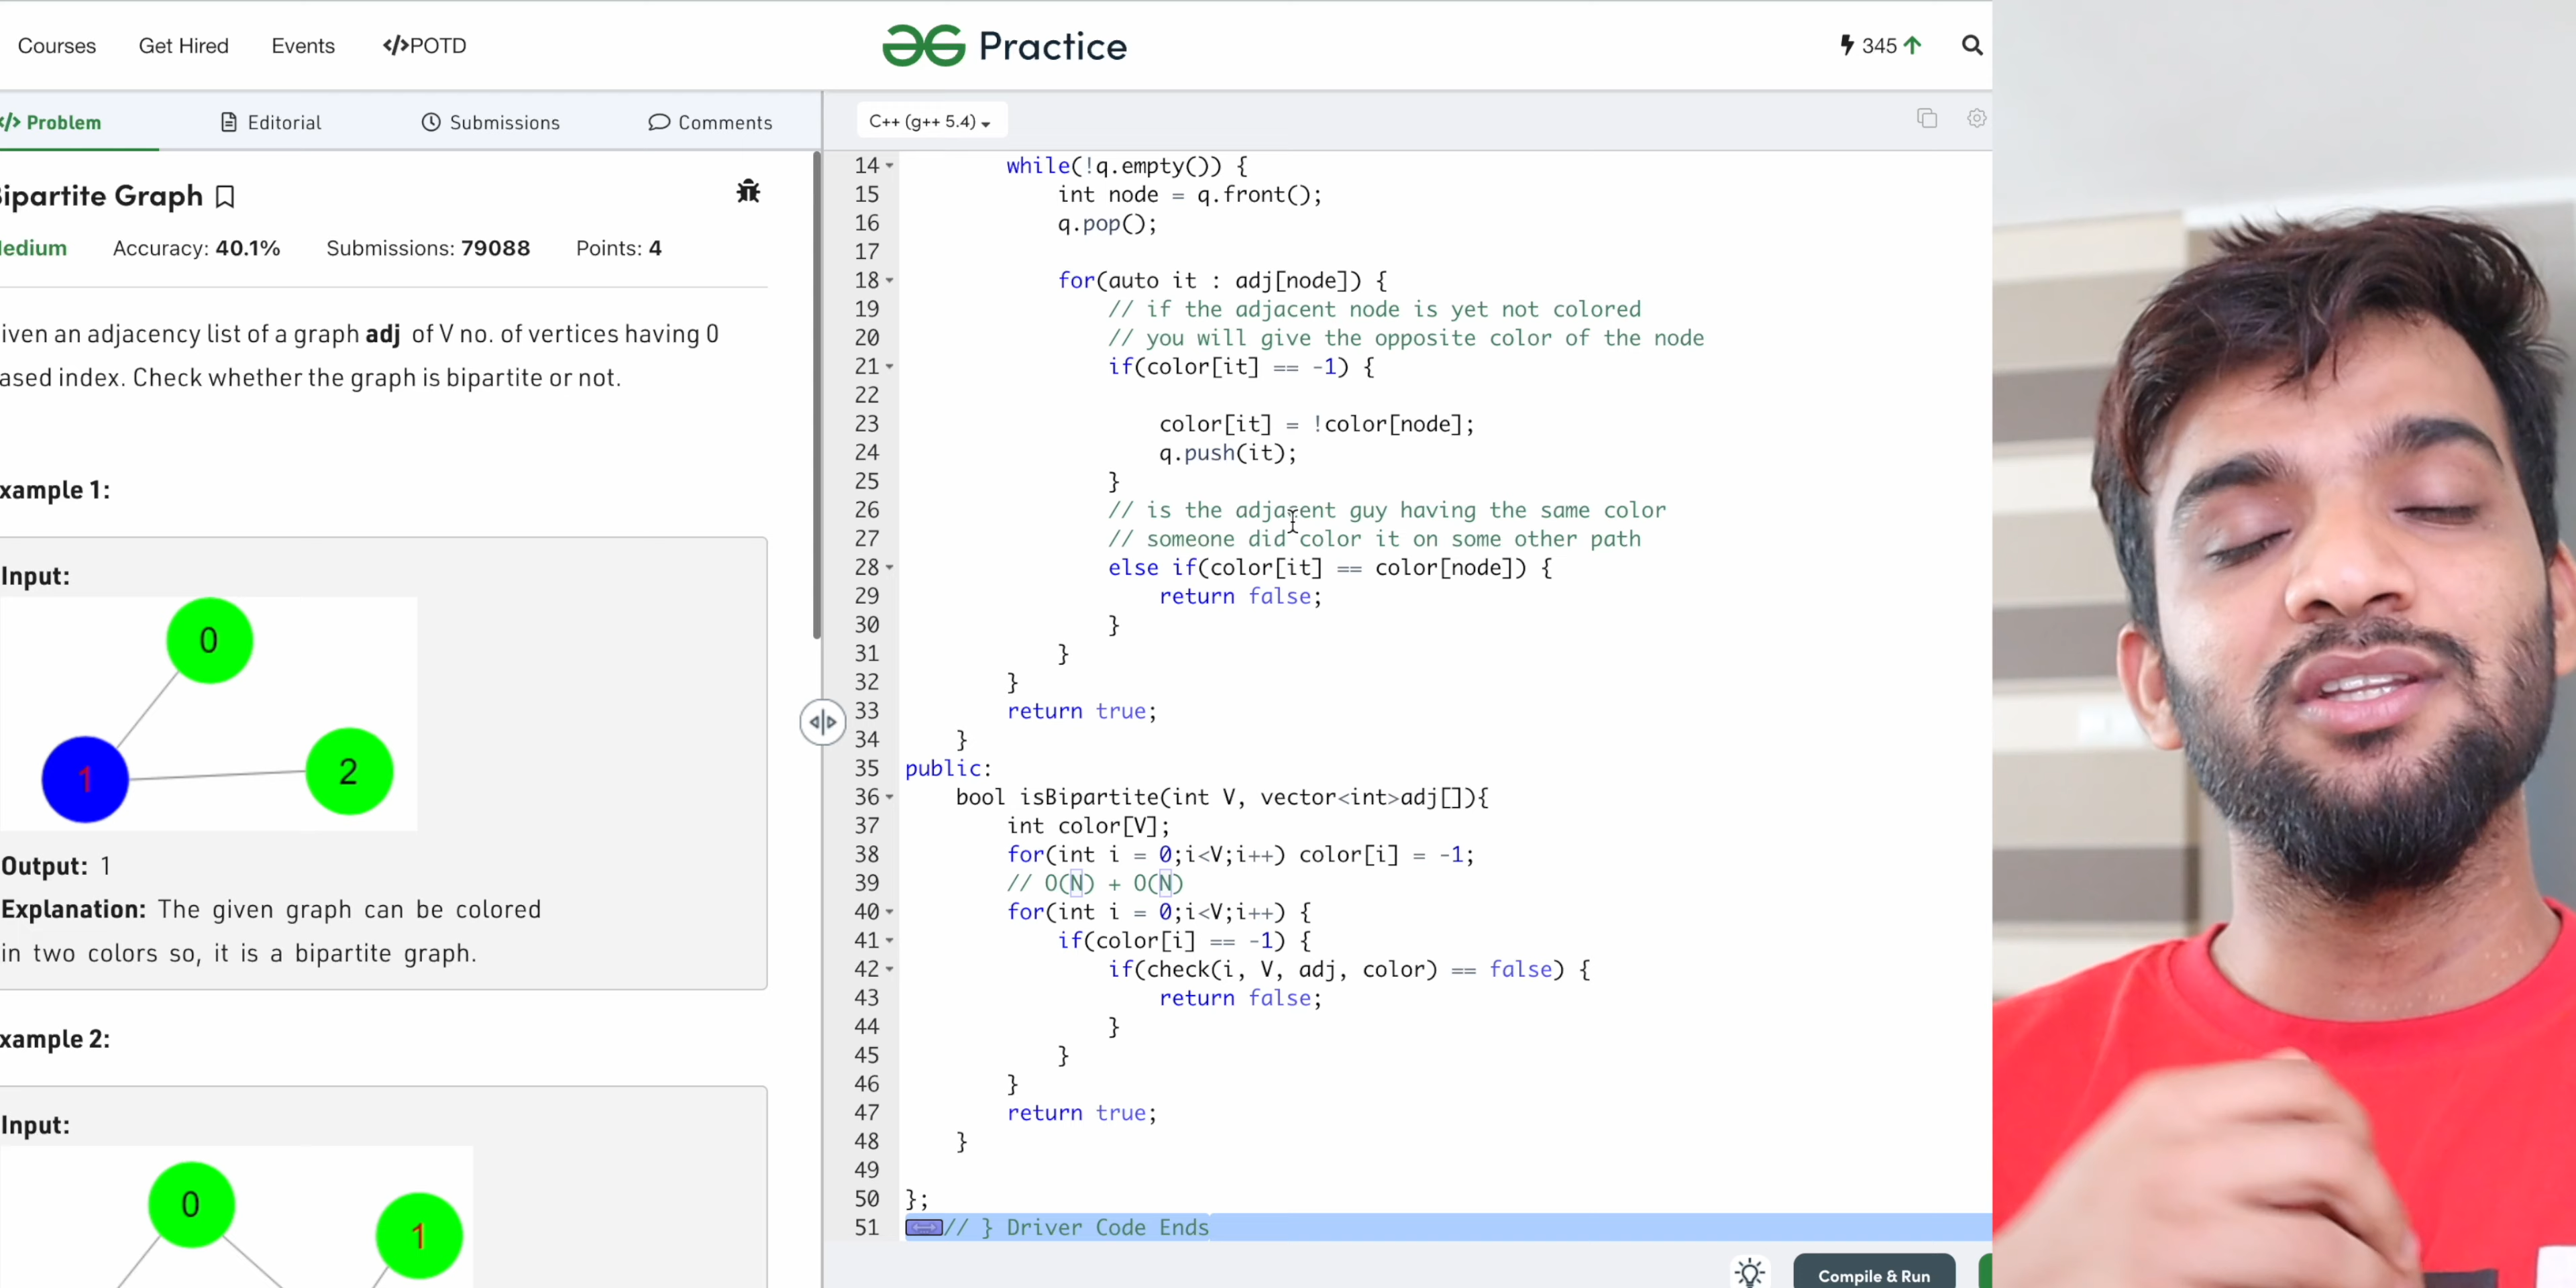 Courses Get Hired Events </>POTD Practice 345
</> Problem Editorial Submissions Comments
C++ (g++ 5.4)
ipartite Graph
edium Accuracy: 40.1% Submissions: 79088 Points: 4
iven an adjacency list of a graph adj of V no. of vertices having 0
ased index. Check whether the graph is bipartite or not.
xample 1:
Input:
0
1
2
Output: 1
Explanation: The given graph can be colored
in two colors so, it is a bipartite graph.
xample 2:
Input:
0
1
14 while(!q.empty()) {
15 int node = q.front();
16 q.pop();
17
18 for(auto it : adj[node]) {
19 // if the adjacent node is yet not colored
20 // you will give the opposite color of the node
21 if(color[it] == -1) {
22
23 color[it] = !color[node];
24 q.push(it);
25 }
26 // is the adjacent guy having the same color
27 // someone did color it on some other path
28 else if(color[it] == color[node]) {
29 return false;
30 }
31 }
32 }
33 return true;
34 }
35 public:
36 bool isBipartite(int V, vector<int>adj[]){
37 int color[V];
38 for(int i = 0;i<V;i++) color[i] = -1;
39 // O(N) + O(N)
40 for(int i = 0;i<V;i++) {
41 if(color[i] == -1) {
42 if(check(i, V, adj, color) == false) {
43 return false;
44 }
45 }
46 }
47 return true;
48 }
49
50 };
51 // } Driver Code Ends
Compile & Run